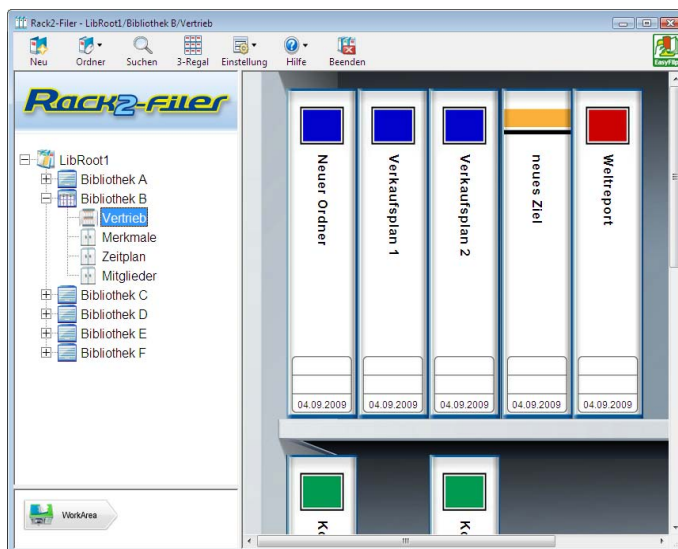 Rack2-Filer - LibRoot1/Bibliothek B/Vertrieb
Neu
Ordner
Suchen
3-Regal
Einstellung
Hilfe
Beenden
EasyFlip
Rack2-Filer
LibRoot1
Bibliothek A
Bibliothek B
Vertrieb
Merkmale
Zeitplan
Mitglieder
Bibliothek C
Bibliothek D
Bibliothek E
Bibliothek F
WorkArea
Neuer Ordner
04.09.2009
Verkaufsplan 1
04.09.2009
Verkaufsplan 2
04.09.2009
neues Ziel
04.09.2009
Weltreport
04.09.2009